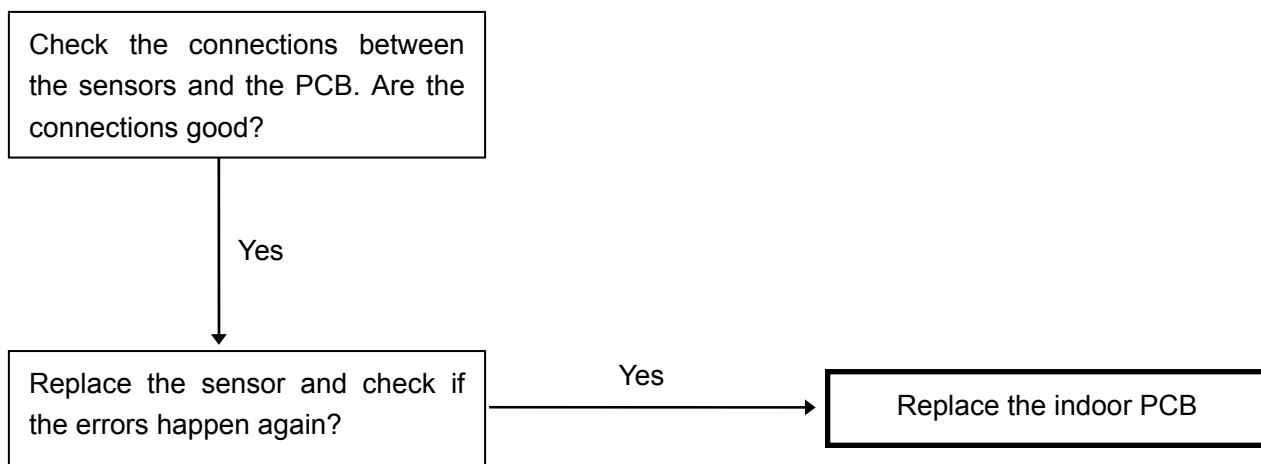 Check the connections between
the sensors and the PCB. Are the
connections good?
Yes
Replace the sensor and check if
the errors happen again?
Yes
Replace the indoor PCB